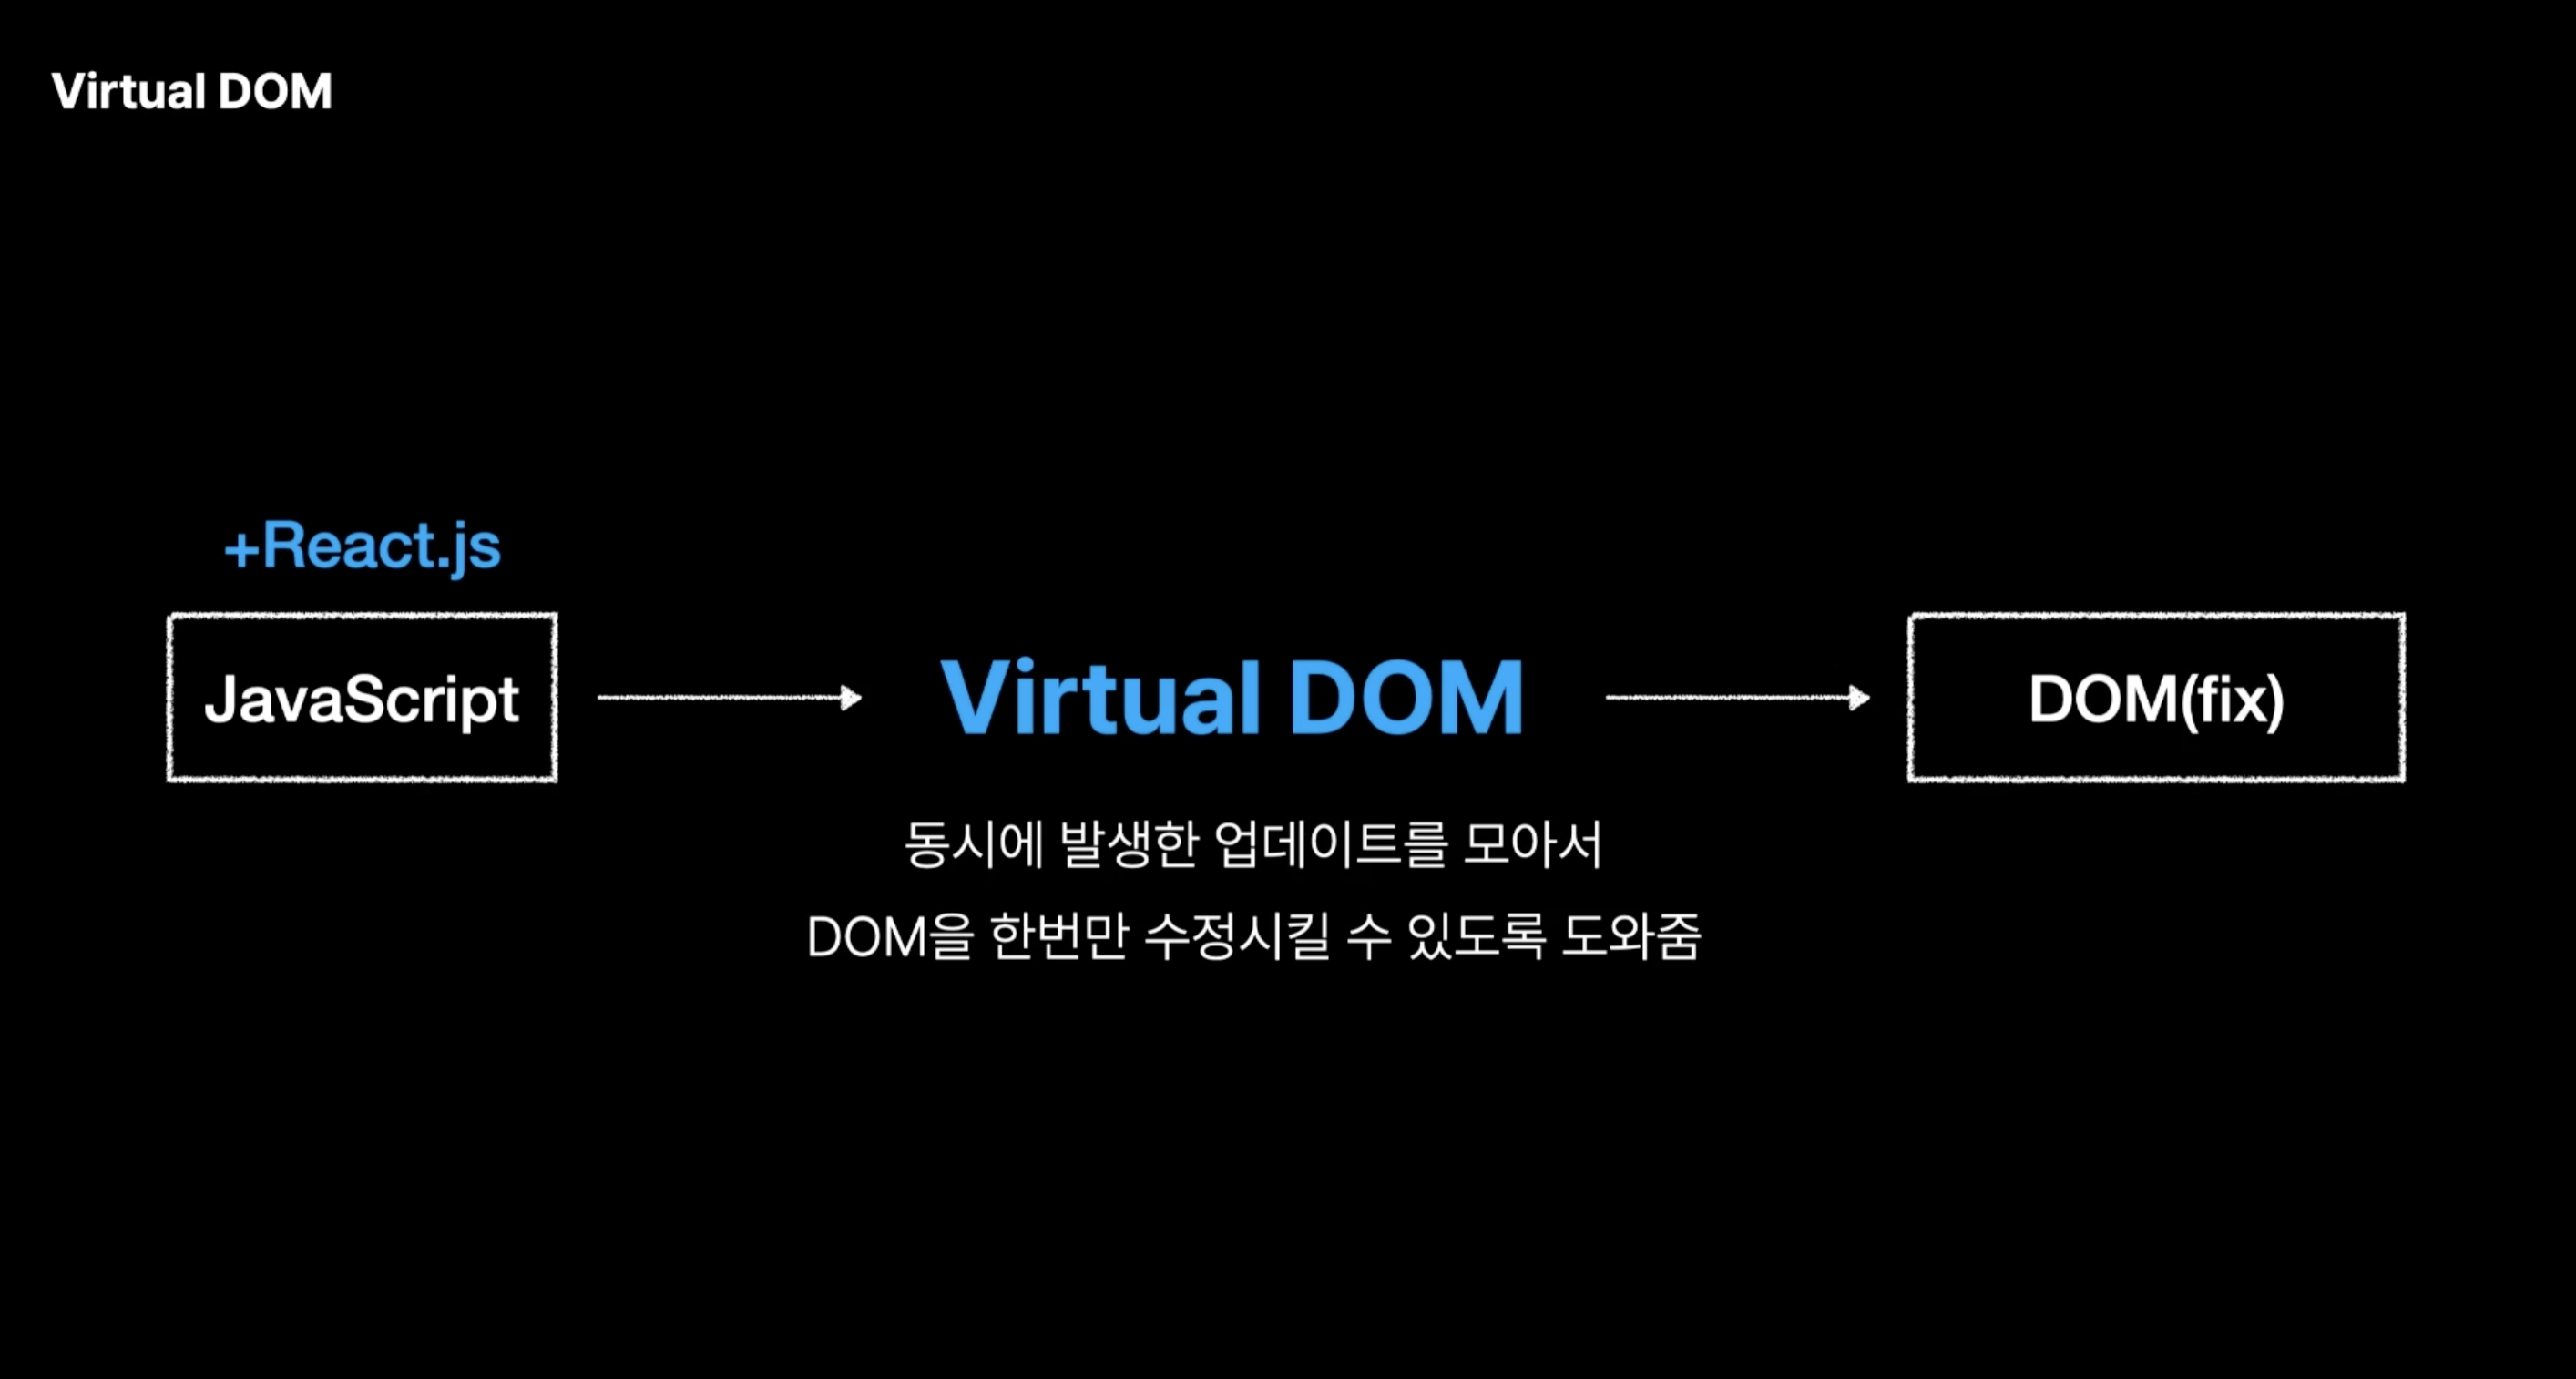 Virtual DOM
+React.js
JavaScript
Virtual DOM
DOM(fix)
동시에 발생한 업데이트를 모아서
DOM을 한번만 수정시킬 수 있도록 도와줌